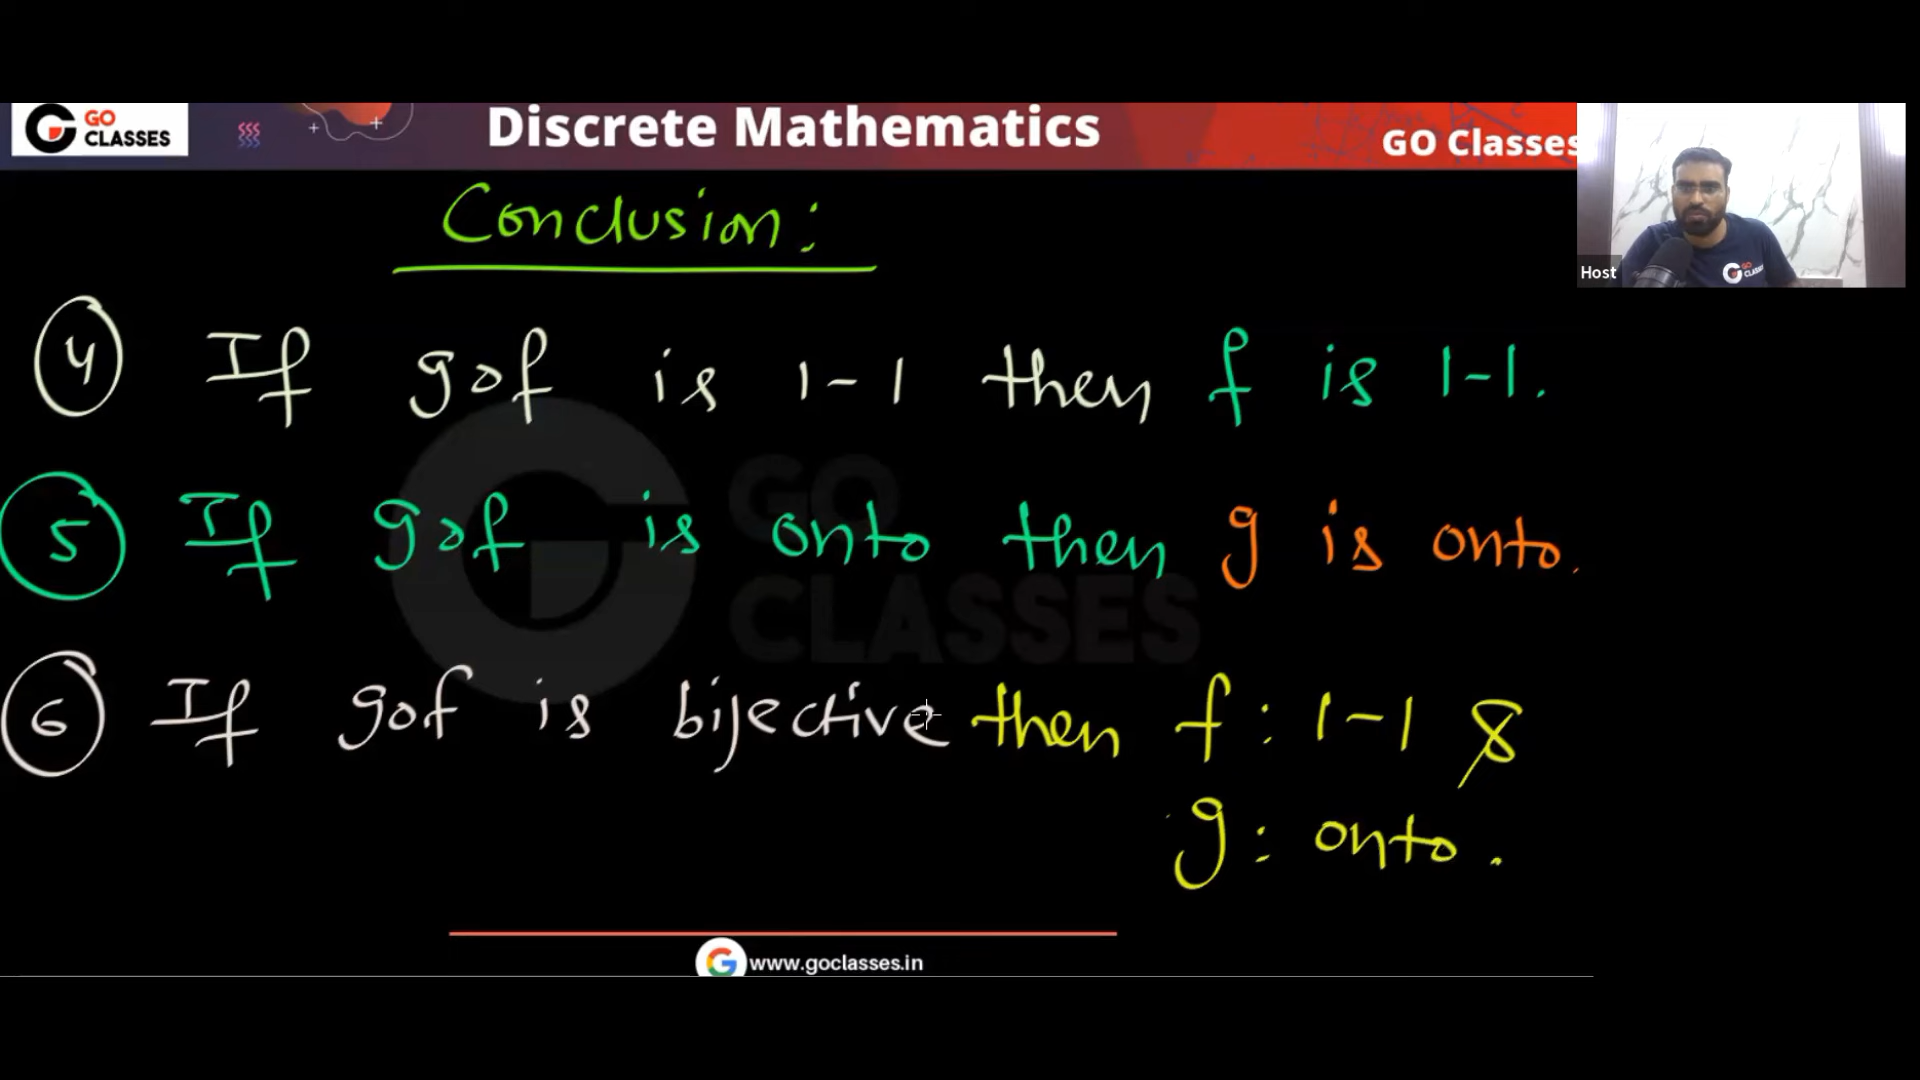 GO CLASSES
Discrete Mathematics
GO Classes
Host
Conclusion:
4 If gof is 1-1 then f is 1-1.
5 If gof is onto then g is onto.
6 If gof is bijective then f: 1-1 &
g: onto.
GO CLASSES
www.goclasses.in